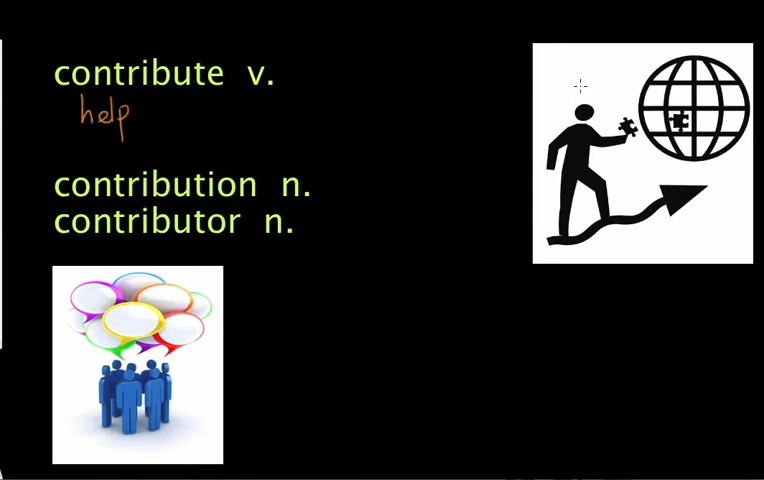 contribute v.
help
contribution n.
contributor n.